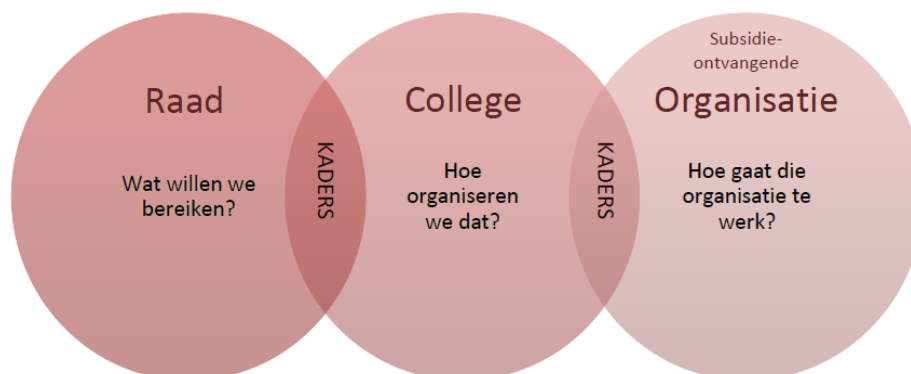 Raad
Wat willen we
bereiken?
KADERS
College
Hoe
organiseren
we dat?
KADERS
Subsidie-
ontvangende
Organisatie
Hoe gaat die
organisatie te
werk?